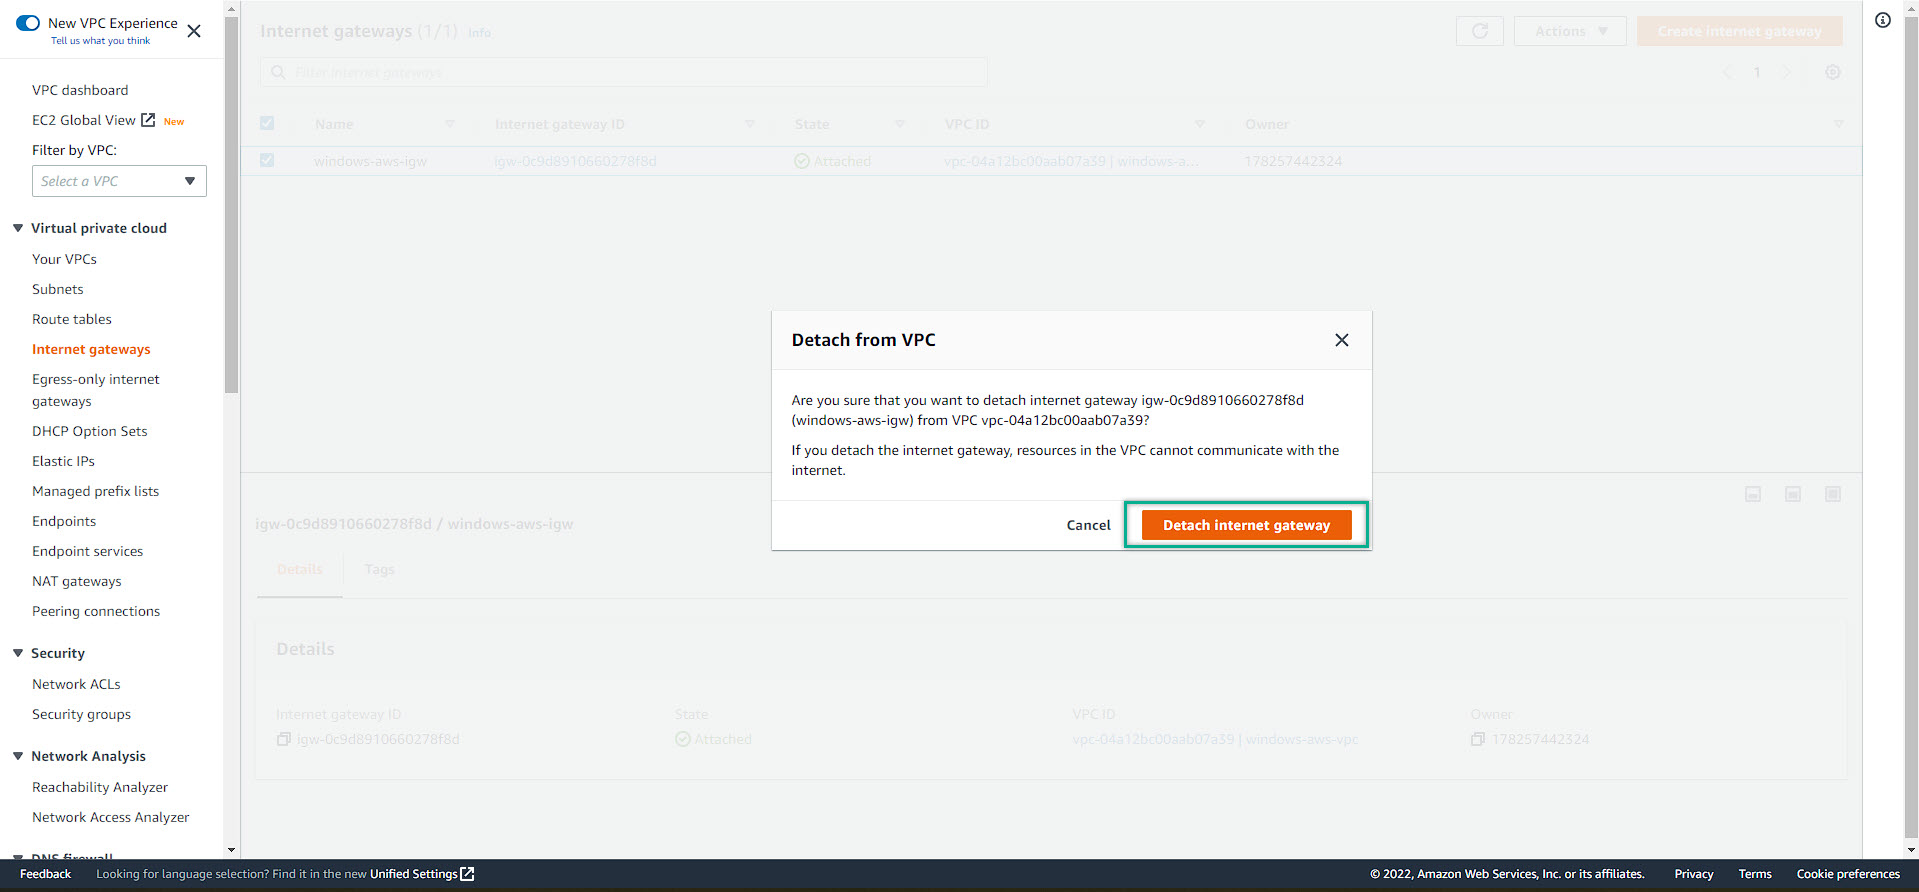 New VPC Experience
Tell us what you think
VPC dashboard
EC2 Global View New
Filter by VPC:
Select a VPC
Virtual private cloud
Your VPCs
Subnets
Route tables
Internet gateways
Egress-only internet
gateways
DHCP Option Sets
Elastic IPs
Managed prefix lists
Endpoints
Endpoint services
NAT gateways
Peering connections
Security
Network ACLs
Security groups
Network Analysis
Reachability Analyzer
Network Access Analyzer
DNS firewall
Internet gateways (1/1) Info
Actions
Create internet gateway
Filter internet gateways
1
Name Internet gateway ID State VPC ID Owner
windows-aws-igw igw-0c9d8910660278f8d Attached vpc-04a12bc00aab07a39 | windows-a... 178257442324
Detach from VPC
Are you sure that you want to detach internet gateway igw-0c9d8910660278f8d
(windows-aws-igw) from VPC vpc-04a12bc00aab07a39?
If you detach the internet gateway, resources in the VPC cannot communicate with the
internet.
Cancel Detach internet gateway
igw-0c9d8910660278f8d / windows-aws-igw
Details Tags
Details
Internet gateway ID State VPC ID Owner
igw-0c9d8910660278f8d Attached vpc-04a12bc00aab07a39 | windows-aws-vpc 178257442324
Feedback Looking for language selection? Find it in the new Unified Settings © 2022, Amazon Web Services, Inc. or its affiliates. Privacy Terms Cookie preferences